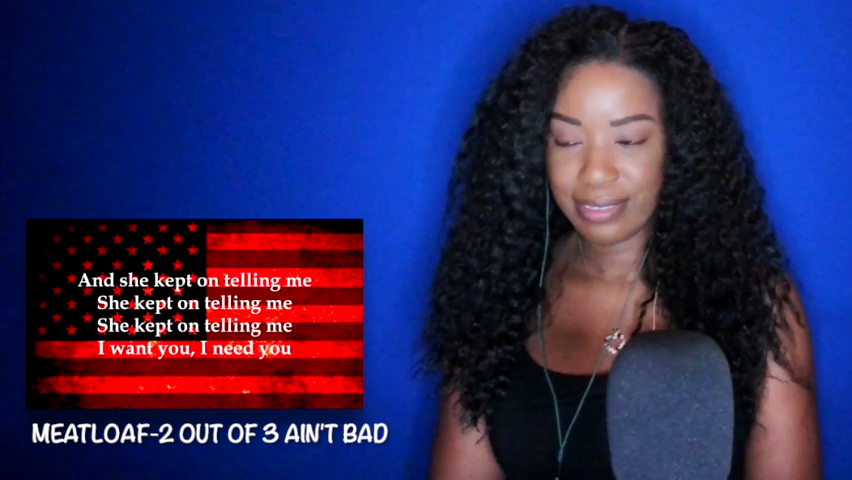 And she kept on telling me
She kept on telling me
She kept on telling me
I want you, I need you
MEATLOAF-2 OUT OF 3 AIN'T BAD